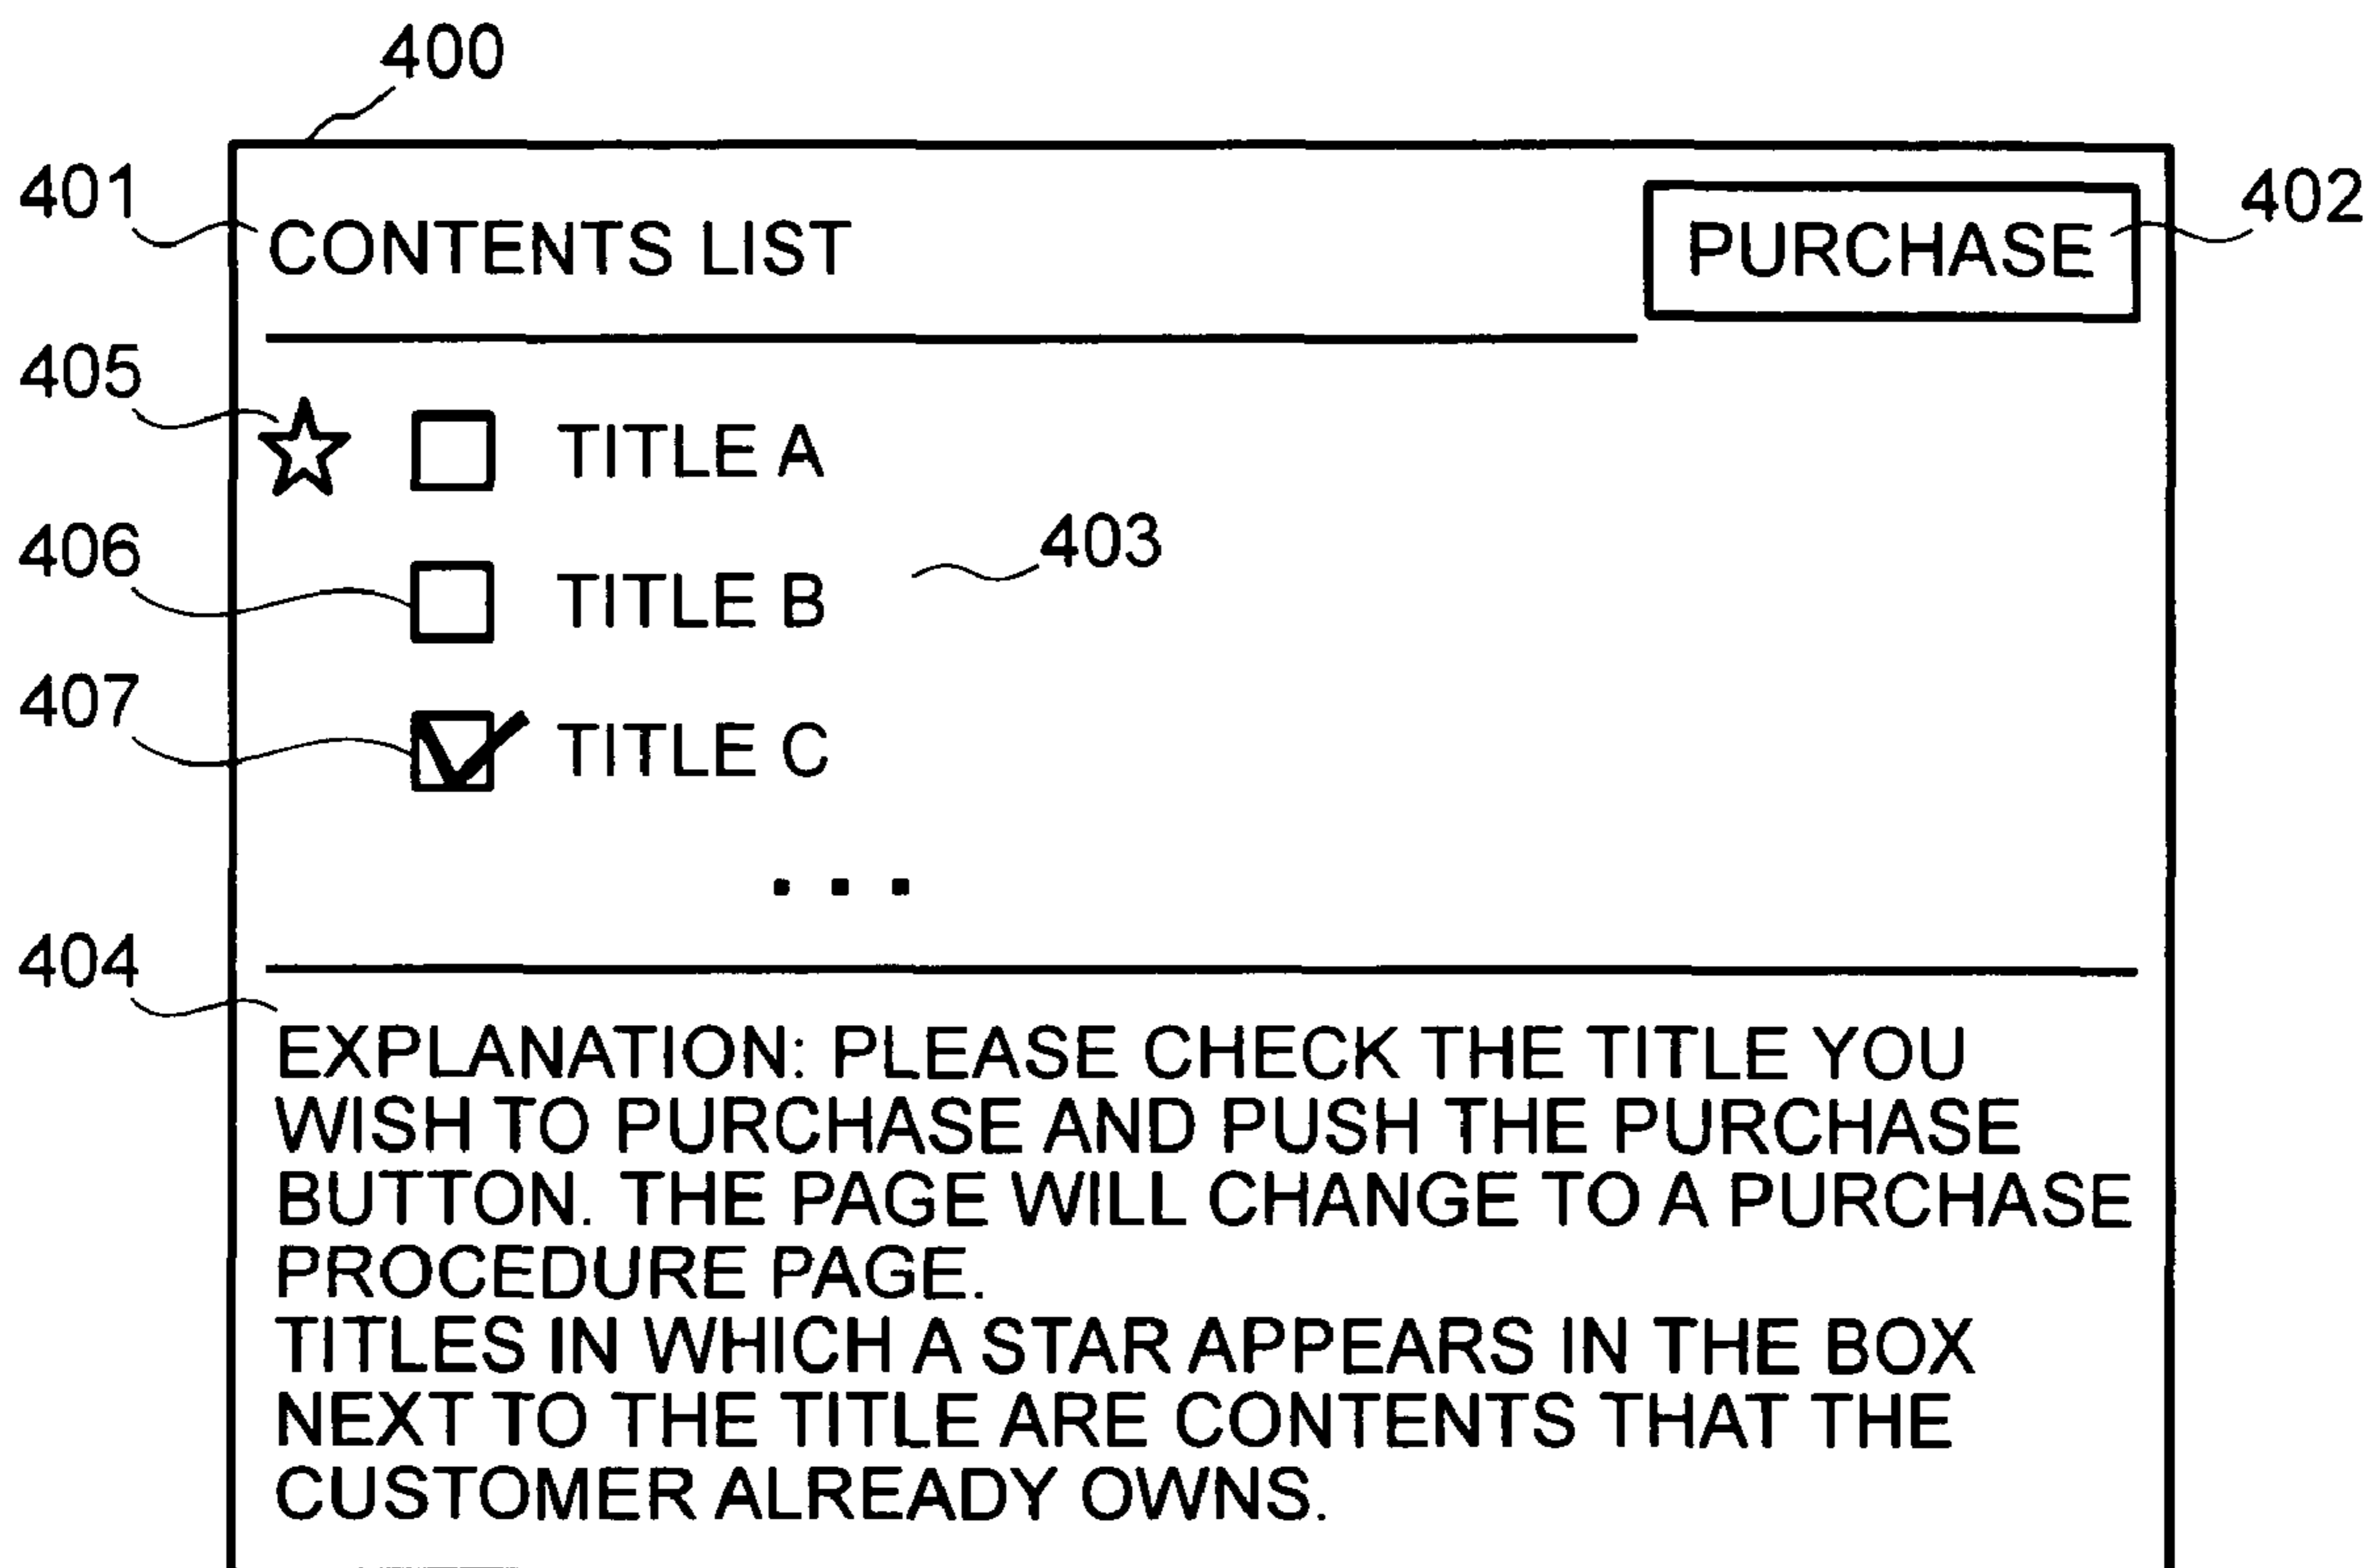 400
401
CONTENTS LIST
PURCHASE
402
405
TITLE A
406
TITLE B
403
407
TITLE C
...
404
EXPLANATION: PLEASE CHECK THE TITLE YOU
WISH TO PURCHASE AND PUSH THE PURCHASE
BUTTON. THE PAGE WILL CHANGE TO A PURCHASE
PROCEDURE PAGE.
TITLES IN WHICH A STAR APPEARS IN THE BOX
NEXT TO THE TITLE ARE CONTENTS THAT THE
CUSTOMER ALREADY OWNS.